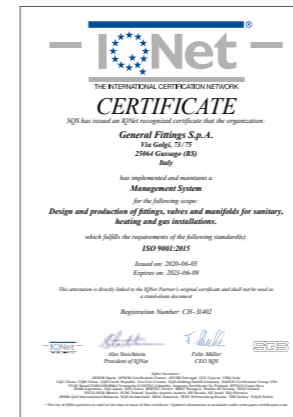 IQNet
®
THE INTERNATIONAL CERTIFICATION NETWORK
CERTIFICATE
SQS has issued an IQNet recognized certificate that the organization:
General Fittings S.p.A.
Via Golgi, 73/75
25064 Gussago (BS)
Italy
has implemented and maintains a
Management System
for the following scope:
Design and production of fittings, valves and manifolds for sanitary,
heating and gas installations.
which fulfills the requirements of the following standard(s):
ISO 9001:2015
Issued on: 2020-06-05
Expires on: 2023-06-09
This attestation is directly linked to the IQNet Partner's original certificate and shall not be used as
a stand-alone document
Registration Number: CH-31402
IQNet
Alex Stoichitoiu
President of IQNet
Felix Müller
CEO SQS
SQS
IQNet Partners*: